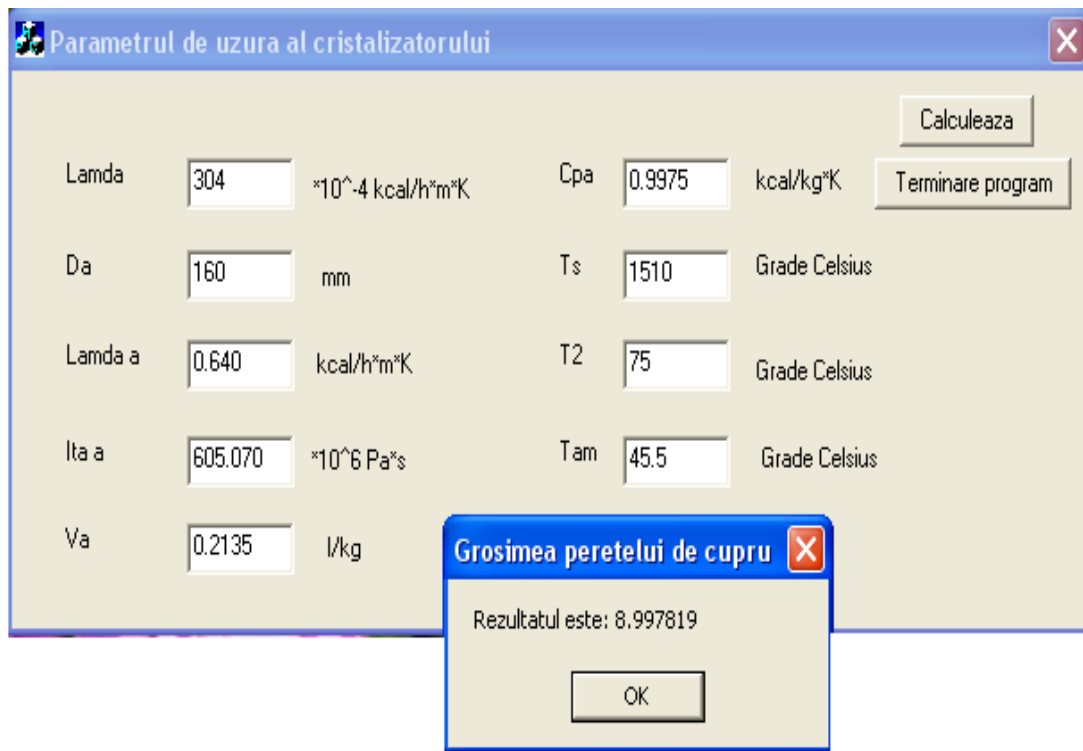 Parametrul de uzura al cristalizatorului
Calculeaza
Lamda 304 *10^-4 kcal/h*m*K Cpa 0.9975 kcal/kg*K Terminare program
Da 160 mm Ts 1510 Grade Celsius
Lamda a 0.640 kcal/h*m*K T2 75 Grade Celsius
Ita a 605.070 *10^6 Pa*s Tam 45.5 Grade Celsius
Va 0.2135 l/kg
Grosimea peretelui de cupru
Rezultatul este: 8.997819
OK